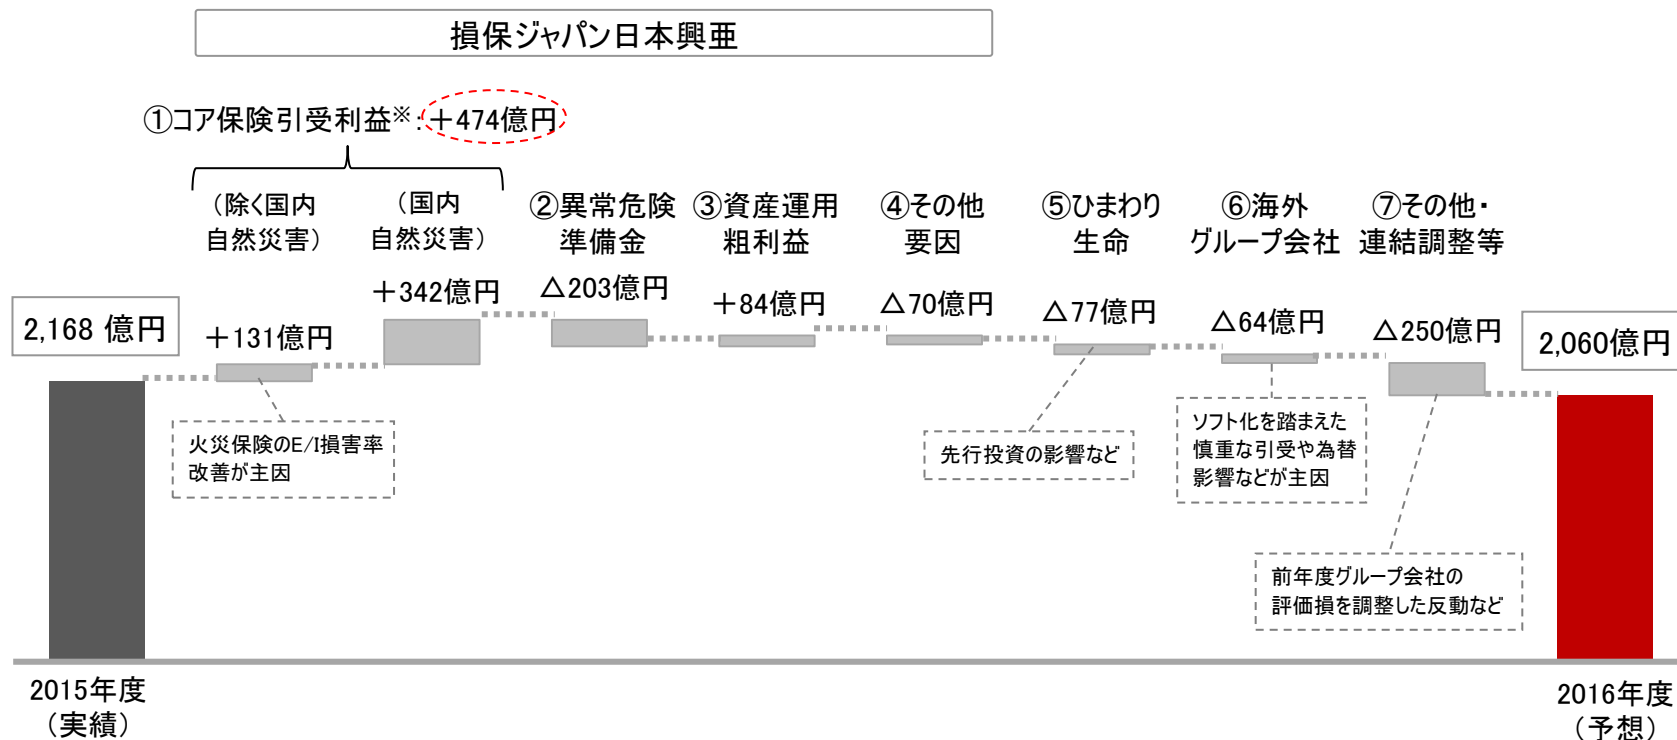 損保ジャパン日本興亜
①コア保険引受利益※:＋474億円
（除く国内
自然災害）
（国内
自然災害）
②異常危険
準備金
③資産運用
粗利益
④その他
要因
⑤ひまわり
生命
⑥海外
グループ会社
⑦その他・
連結調整等
2,168 億円
＋131億円
＋342億円
△203億円
＋84億円
△70億円
△77億円
△64億円
△250億円
2,060億円
火災保険のE/I損害率
改善が主因
先行投資の影響など
ソフト化を踏まえた
慎重な引受や為替
影響などが主因
前年度グループ会社の
評価損を調整した反動など
2015年度
（実績）
2016年度
（予想）